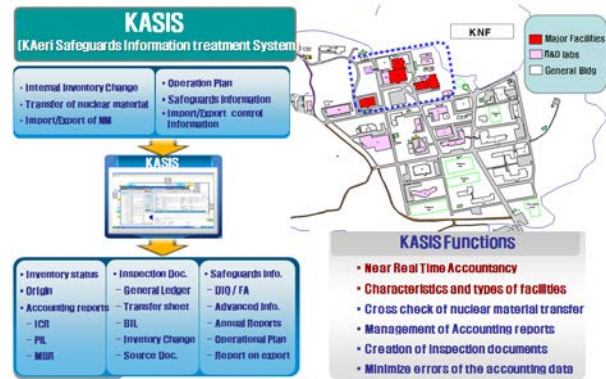 KASIS
(KAeri Safeguards Information treatment System)
• Internal Inventory Change
• Transfer of nuclear material
• Import/Export of NM
• Operation Plan
• Safeguards Information
• Import/Export control
Information
KASIS
• Inventory status
• Origin
• Accounting reports
– ICR
– PIL
– MBR
• Inspection Doc.
– General Ledger
– Transfer sheet
– BIL
– Invetory Change
– Source Doc.
• Safeguards Info.
– DIQ / FA
– Advanced Info.
– Annual Reports
– Operational Plan
– Report on export
KNF
Major Facilities
R&D labs
General Bldg
KASIS Functions
• Near Real Time Accountancy
• Characteristics and types of facilities
• Cross check of nuclear material transfer
• Management of Accounting reports
• Creation of Inspection documents
• Minimize errors of the accounting data